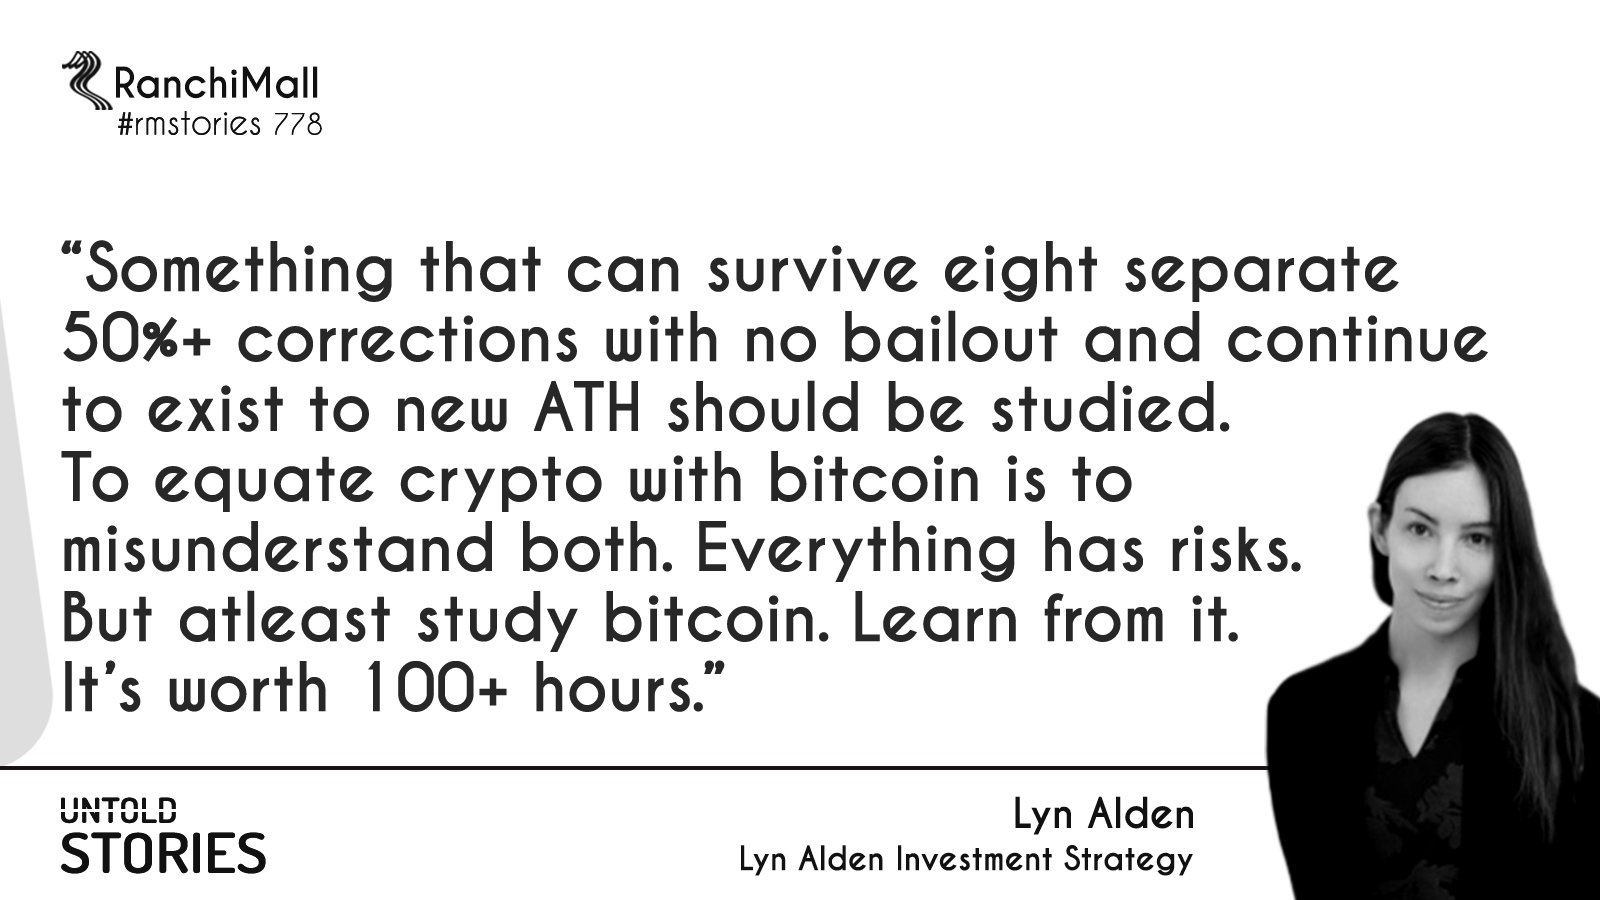 RanchiMall
#rmstories 778
“Something that can survive eight separate
50%+ corrections with no bailout and continue
to exist to new ATH should be studied.
To equate crypto with bitcoin is to
misunderstand both. Everything has risks.
But atleast study bitcoin. Learn from it.
It’s worth 100+ hours.”
UNTOLD
STORIES
Lyn Alden
Lyn Alden Investment Strategy